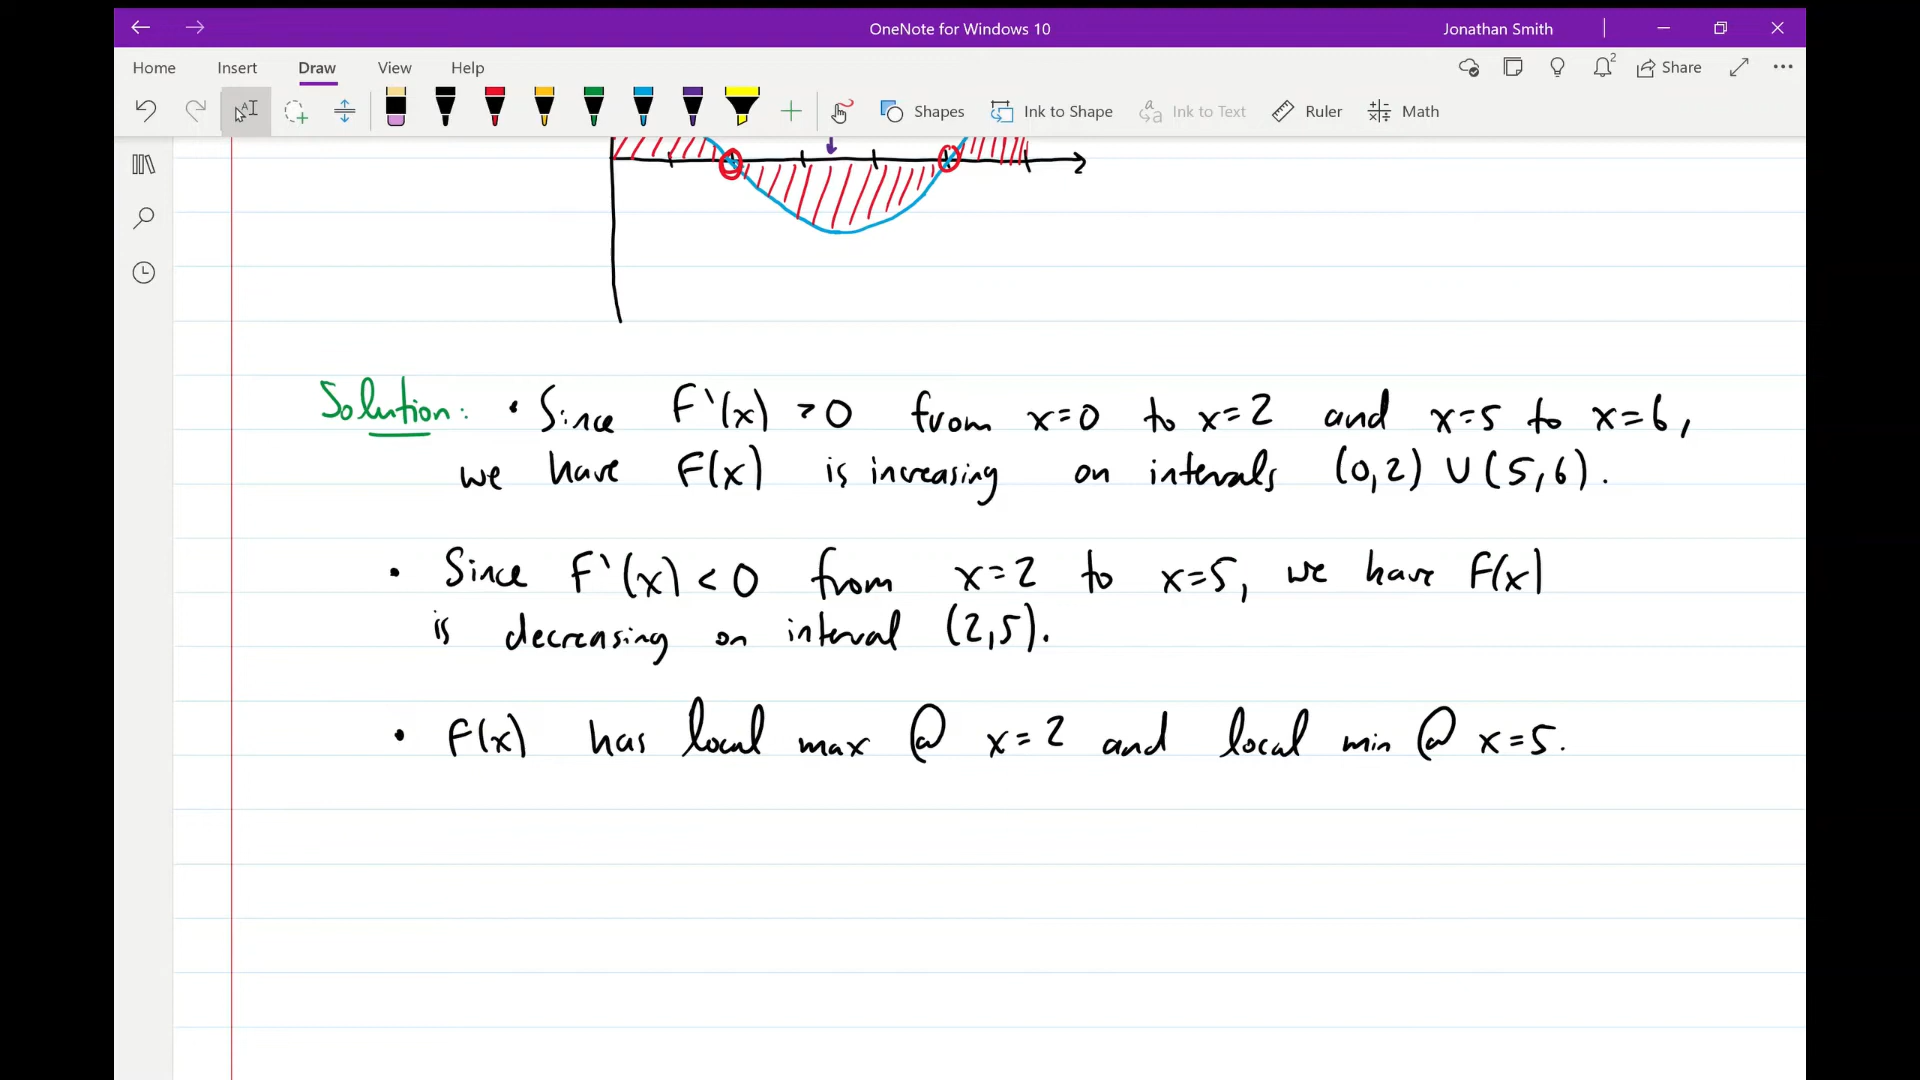 OneNote for Windows 10
Jonathan Smith
Home Insert Draw View Help
2 Share
Shapes Ink to Shape Ink to Text Ruler Math
Solution: • Since F'(x) > 0 from x=0 to x=2 and x=5 to x=6,
we have F(x) is increasing on intervals (0,2) ∪ (5,6).
• Since F'(x) < 0 from x=2 to x=5, we have F(x)
is decreasing on interval (2,5).
• F(x) has local max @ x=2 and local min @ x=5.